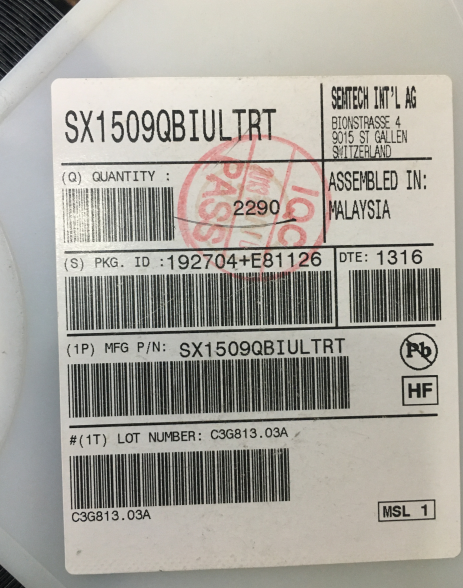 SX1509QBIULTRT
SEMTECH INT'L AG
BIONSTRASSE 4
9015 ST GALLEN
SWITZERLAND
(Q) QUANTITY :
2290
IQC
PASS
ASSEMBLED IN:
MALAYSIA
(S) PKG. ID :192704+E81126
DTE: 1316
(1P) MFG P/N: SX1509QBIULTRT
Pb
HF
#(1T) LOT NUMBER: C3G813.03A
C3G813.03A
MSL 1